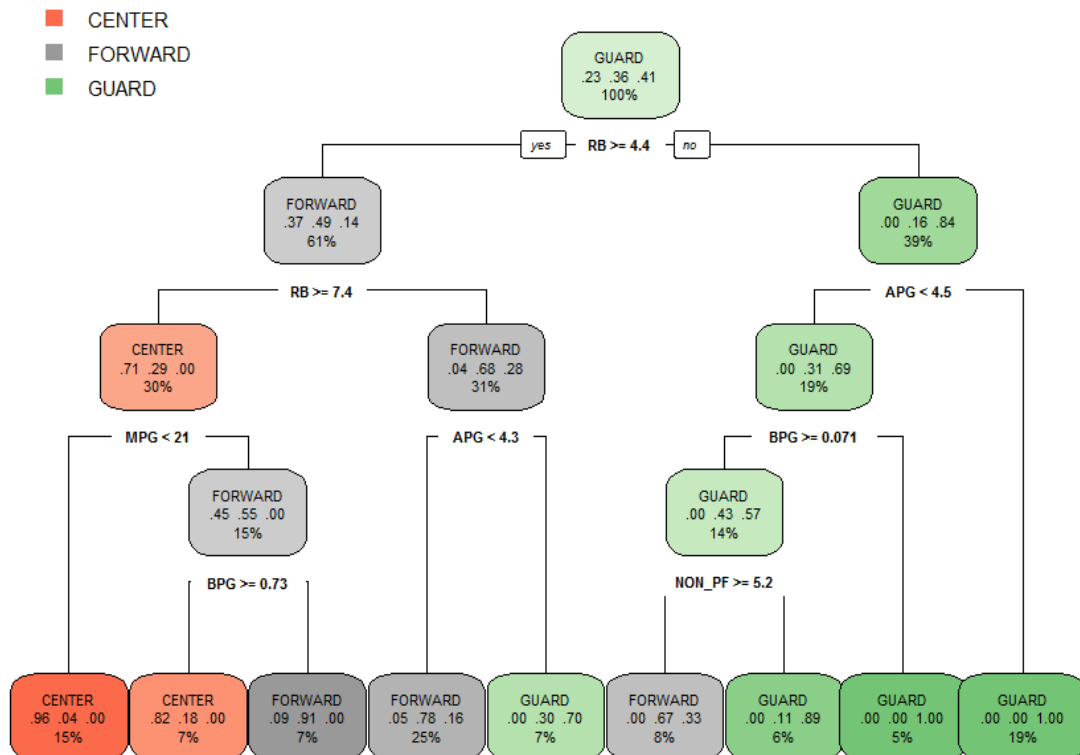 CENTER
FORWARD
GUARD
GUARD
.23 .36 .41
100%
yes RB >= 4.4 no
FORWARD
.37 .49 .14
61%
GUARD
.00 .16 .84
39%
RB >= 7.4
APG < 4.5
CENTER
.71 .29 .00
30%
FORWARD
.04 .68 .28
31%
GUARD
.00 .31 .69
19%
MPG < 21
APG < 4.3
BPG >= 0.071
FORWARD
.45 .55 .00
15%
GUARD
.00 .43 .57
14%
BPG >= 0.73
NON_PF >= 5.2
CENTER
.96 .04 .00
15%
CENTER
.82 .18 .00
7%
FORWARD
.09 .91 .00
7%
FORWARD
.05 .78 .16
25%
GUARD
.00 .30 .70
7%
FORWARD
.00 .67 .33
8%
GUARD
.00 .11 .89
6%
GUARD
.00 .00 1.00
5%
GUARD
.00 .00 1.00
19%